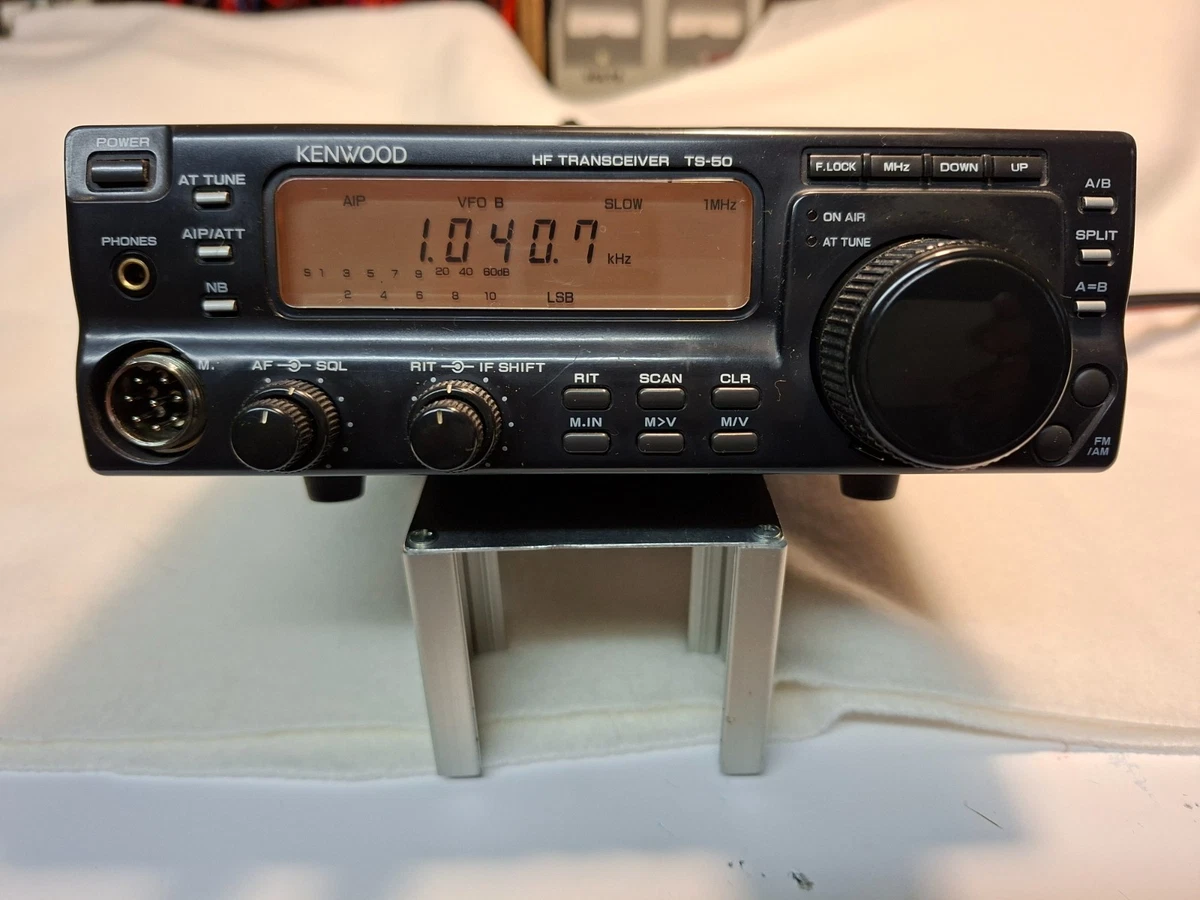 POWER
KENWOOD
HF TRANSCEIVER TS-50
F.LOCK MHz DOWN UP
AT TUNE
A/B
AIP VFO B SLOW 1MHz
ON AIR
1.040.7 kHz
AIP/ATT
PHONES
SPLIT
AT TUNE
S 1 3 5 7 9 20 40 60dB
NB
2 4 6 8 10 LSB
A=B
AF SQL
RIT IF SHIFT
RIT SCAN CLR
M.IN M>V M/V
FM
/AM